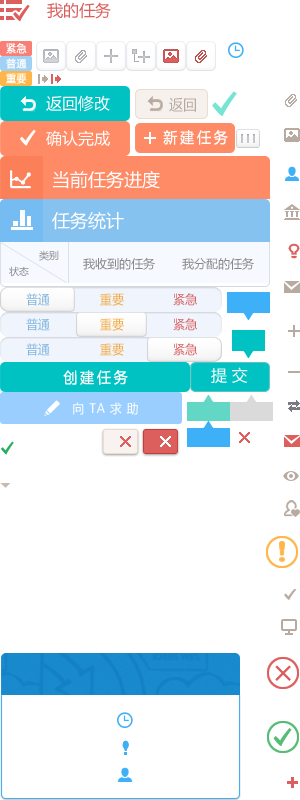 我的任务
紧急
普通
重要
返回修改
返回
确认完成
新建任务
当前任务进度
任务统计
类别
状态
我收到的任务
我分配的任务
普通 重要 紧急
普通 重要 紧急
普通 重要 紧急
创建任务
提交
向TA求助